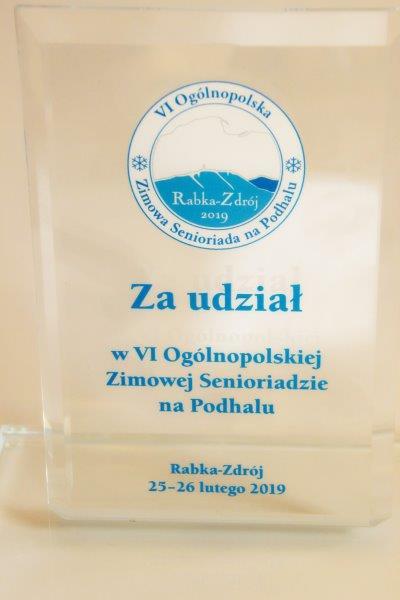 VI Ogólnopolska
Zimowa Senioriada na Podhalu
Rabka-Zdrój
2019
Za udział
w VI Ogólnopolskiej
Zimowej Senioriadzie
na Podhalu
Rabka-Zdrój
25-26 lutego 2019